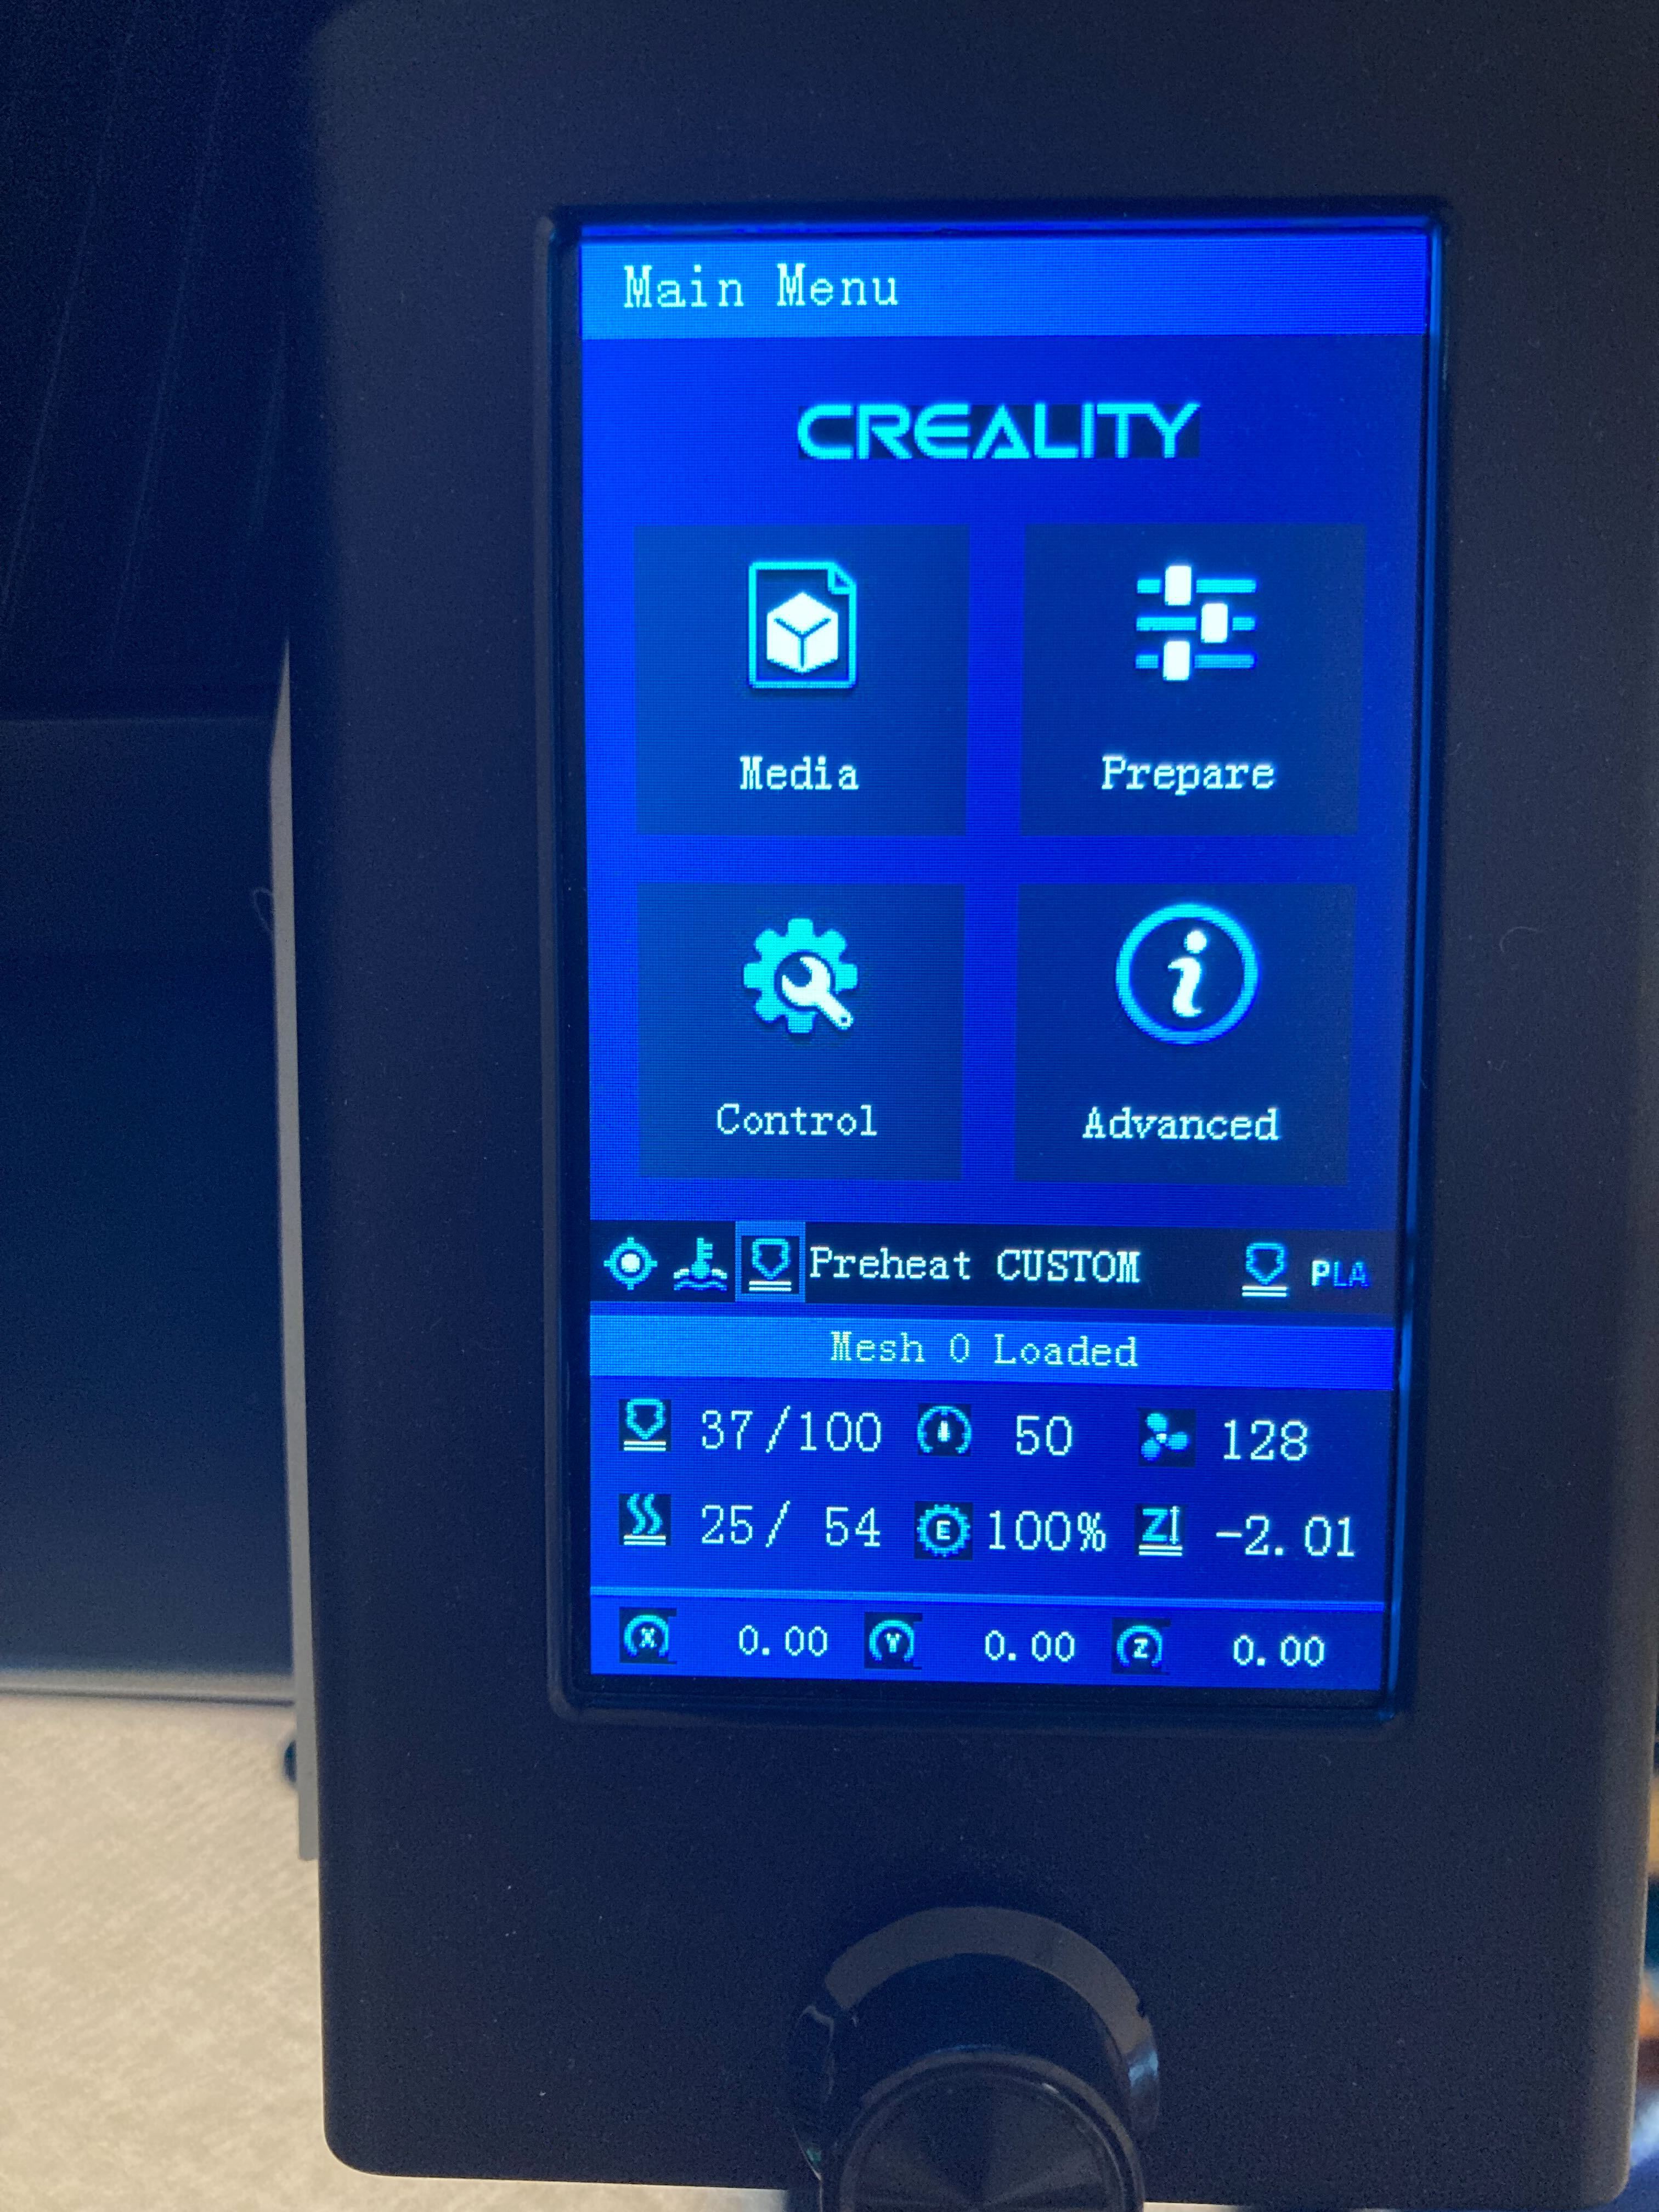 Main Menu
CREALITY
Media
Prepare
Control
Advanced
Preheat CUSTOM PLA
Mesh 0 Loaded
37/100 50 128
25/ 54 E 100% Z -2.01
X 0.00 Y 0.00 Z 0.00